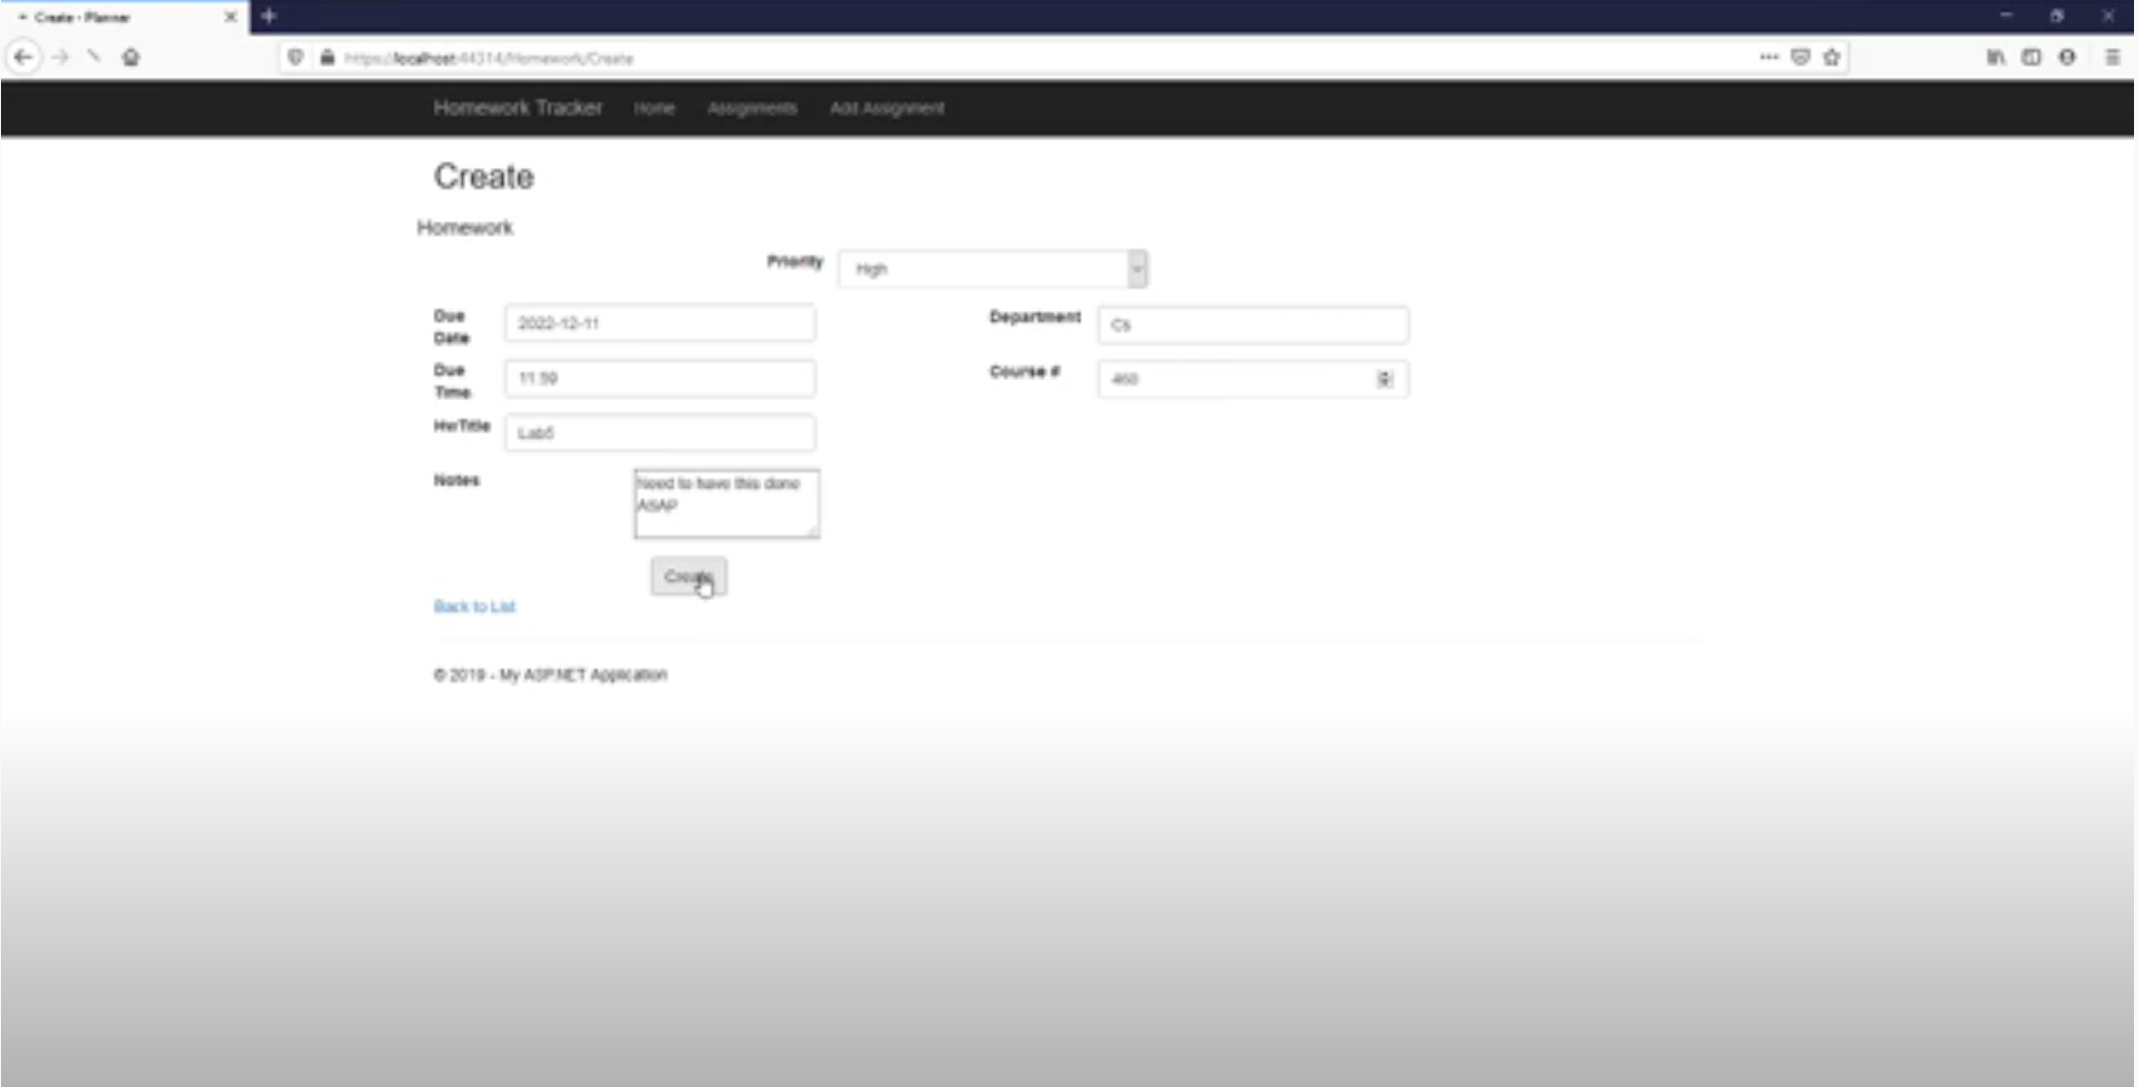 Create - Planner
https://localhost:44314/Homework/Create
Homework Tracker Home Assignments Add Assignment
Create
Homework
Priority High
Due Date 2022-12-11
Department Cs
Due Time 11:59
Course # 460
HwTitle Lab5
Notes Need to have this done
ASAP
Create
Back to List
© 2019 - My ASP.NET Application